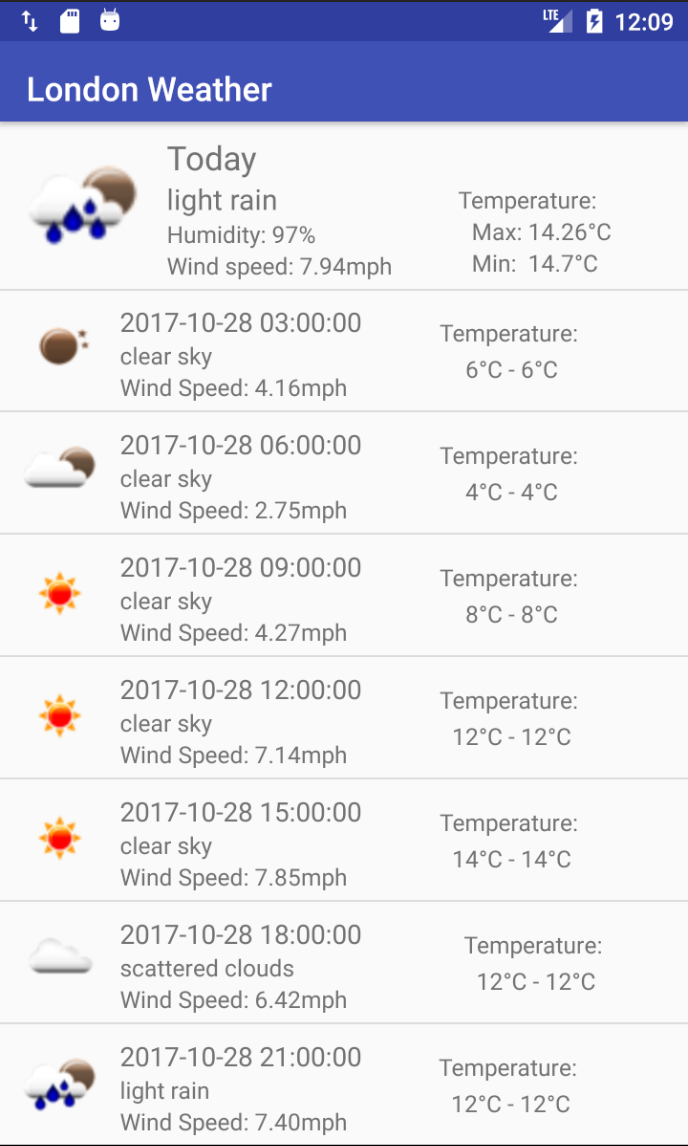 LTE 12:09
London Weather
Today
light rain
Humidity: 97%
Wind speed: 7.94mph
Temperature:
Max: 14.26°C
Min: 14.7°C
2017-10-28 03:00:00
clear sky
Wind Speed: 4.16mph
Temperature:
6°C - 6°C
2017-10-28 06:00:00
clear sky
Wind Speed: 2.75mph
Temperature:
4°C - 4°C
2017-10-28 09:00:00
clear sky
Wind Speed: 4.27mph
Temperature:
8°C - 8°C
2017-10-28 12:00:00
clear sky
Wind Speed: 7.14mph
Temperature:
12°C - 12°C
2017-10-28 15:00:00
clear sky
Wind Speed: 7.85mph
Temperature:
14°C - 14°C
2017-10-28 18:00:00
scattered clouds
Wind Speed: 6.42mph
Temperature:
12°C - 12°C
2017-10-28 21:00:00
light rain
Wind Speed: 7.40mph
Temperature:
12°C - 12°C